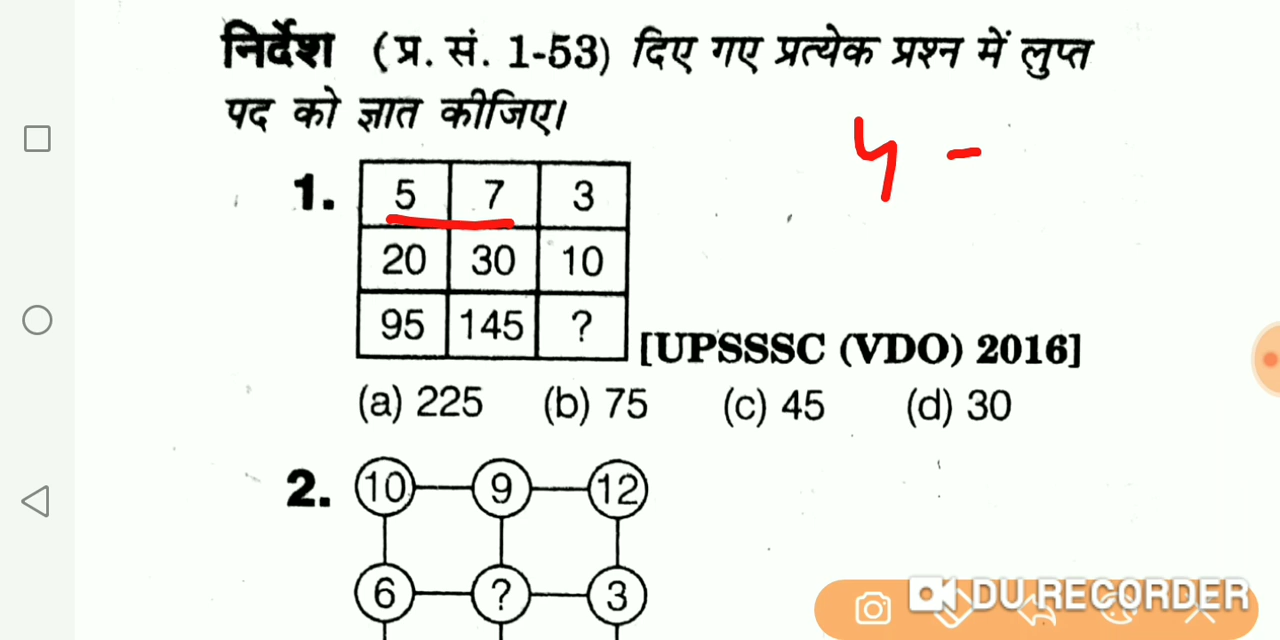 निर्देश (प्र. सं. 1-53) दिए गए प्रत्येक प्रश्न में लुप्त
पद को ज्ञात कीजिए।
1.
5 7 3
20 30 10
95 145 ?
[UPSSSC (VDO) 2016]
(a) 225 (b) 75 (c) 45 (d) 30
2.
10 9 12
6 ? 3
DU RECORDER